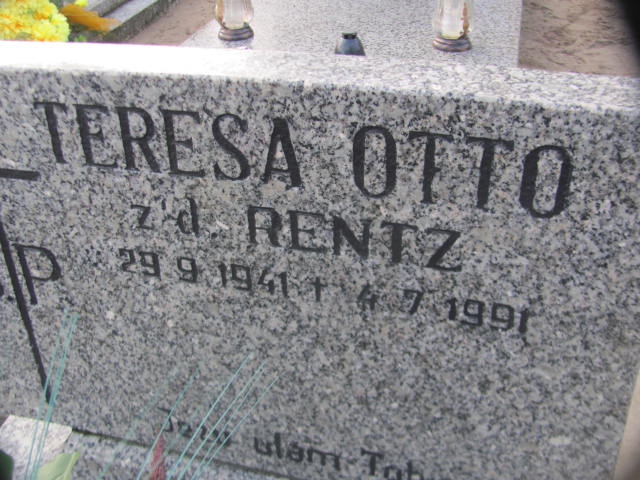 TERESA OTTO
z'd. RENTZ
.P
29 9 1941 † 4 7 1991
ufam